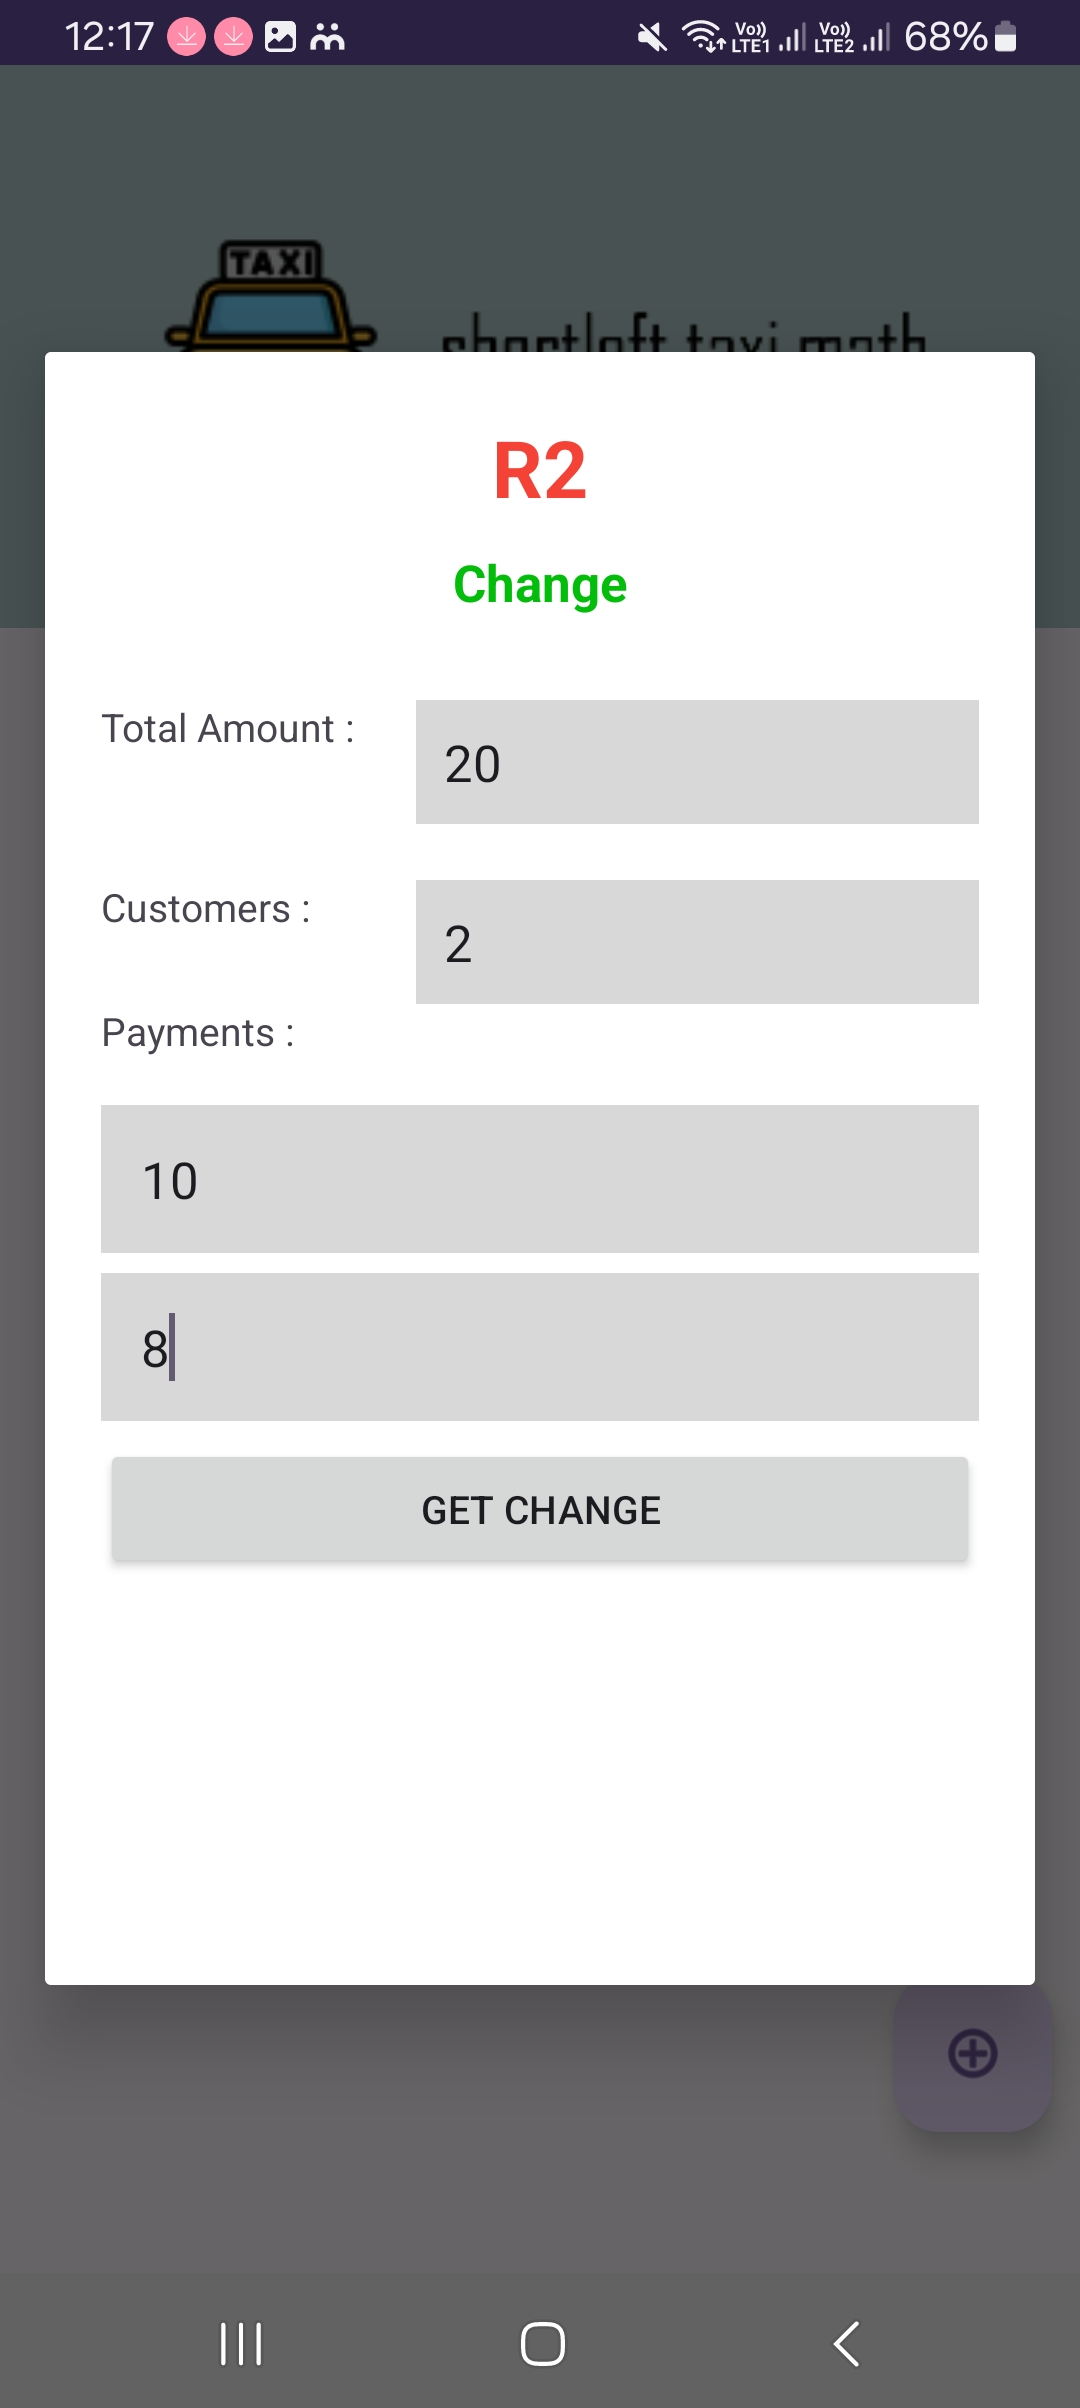 12:17 Vo)) LTE1 Vo)) LTE2 68%
TAXI
shortleft taxi math
R2
Change
Total Amount :
20
Customers :
2
Payments :
10
8
GET CHANGE